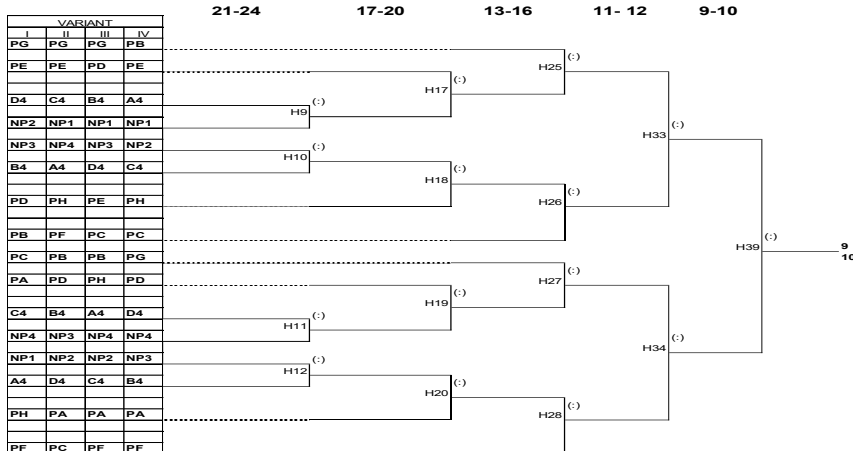 21-24 17-20 13-16 11- 12 9-10
VARIANT
I II III IV
PG PG PG PB
(:)
PE PE PD PE
H25
(:)
H17
D4 C4 B4 A4
(:)
H9
NP2 NP1 NP1 NP1
(:)
H33
NP3 NP4 NP3 NP2
(:)
H10
B4 A4 D4 C4
(:)
H18
PD PH PE PH
(:)
H26
PB PF PC PC
(:)
H39
9
10
PC PB PB PG
(:)
PA PD PH PD
H27
(:)
H19
C4 B4 A4 D4
(:)
H11
NP4 NP3 NP4 NP4
(:)
H34
NP1 NP2 NP2 NP3
(:)
H12
A4 D4 C4 B4
(:)
H20
PH PA PA PA
(:)
H28
PF PC PF PF